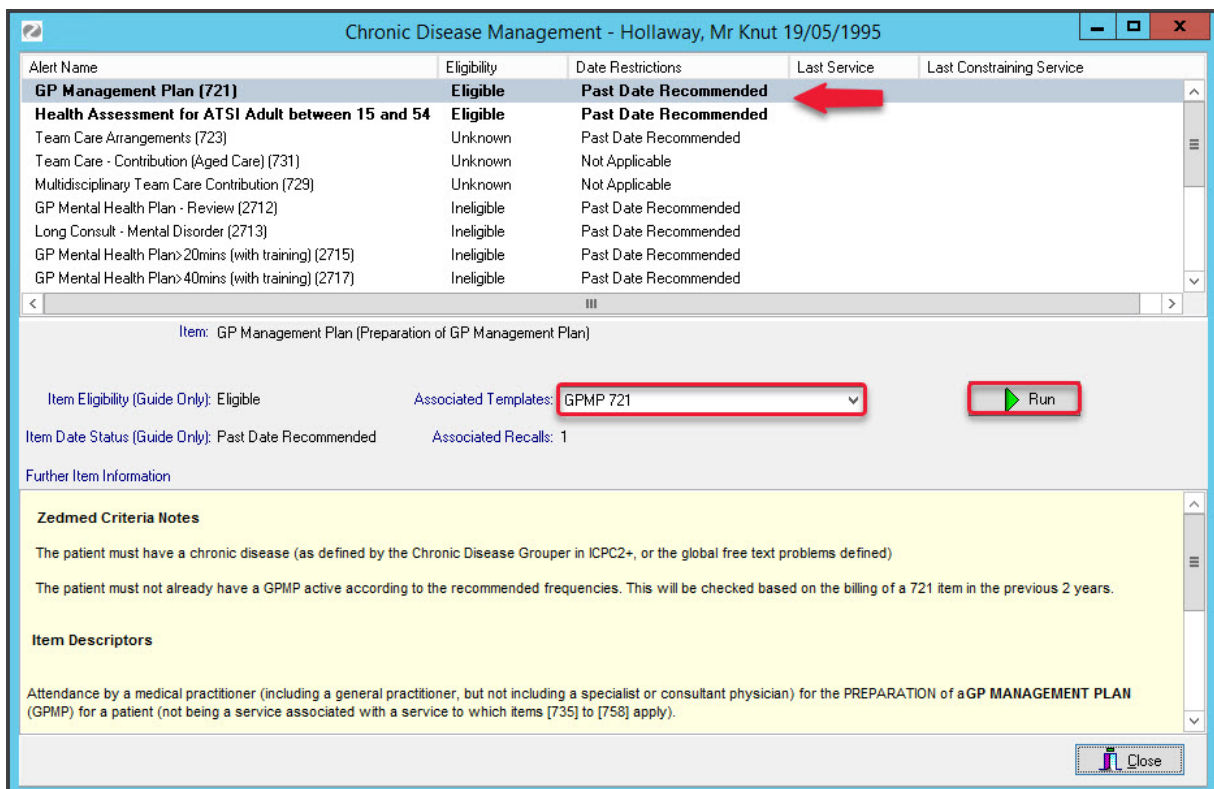 Chronic Disease Management - Hollaway, Mr Knut 19/05/1995
Alert Name Eligibility Date Restrictions Last Service Last Constraining Service
GP Management Plan (721) Eligible Past Date Recommended
Health Assessment for ATSI Adult between 15 and 54 Eligible Past Date Recommended
Team Care Arrangements (723) Unknown Past Date Recommended
Team Care - Contribution (Aged Care) (731) Unknown Not Applicable
Multidisciplinary Team Care Contribution (729) Unknown Not Applicable
GP Mental Health Plan - Review (2712) Ineligible Past Date Recommended
Long Consult - Mental Disorder (2713) Ineligible Past Date Recommended
GP Mental Health Plan>20mins (with training) (2715) Ineligible Past Date Recommended
GP Mental Health Plan>40mins (with training) (2717) Ineligible Past Date Recommended
Item: GP Management Plan (Preparation of GP Management Plan)
Item Eligibility (Guide Only): Eligible Associated Templates: GPMP 721 Run
Item Date Status (Guide Only): Past Date Recommended Associated Recalls: 1
Further Item Information
Zedmed Criteria Notes
The patient must have a chronic disease (as defined by the Chronic Disease Grouper in ICPC2+, or the global free text problems defined)
The patient must not already have a GPMP active according to the recommended frequencies. This will be checked based on the billing of a 721 item in the previous 2 years.
Item Descriptors
Attendance by a medical practitioner (including a general practitioner, but not including a specialist or consultant physician) for the PREPARATION of aGP MANAGEMENT PLAN
(GPMP) for a patient (not being a service associated with a service to which items [735] to [758] apply).
Close